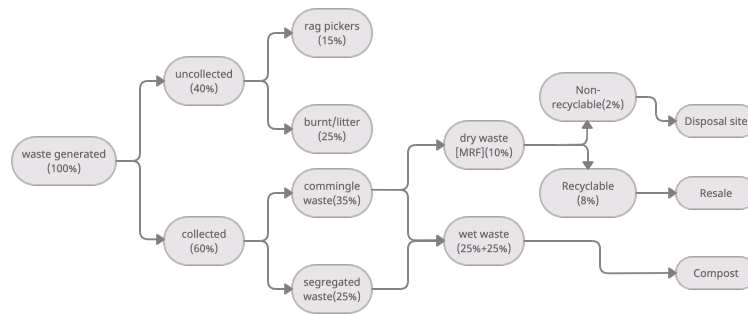 rag pickers
(15%)
uncollected
(40%)
burnt/litter
(25%)
waste generated
(100%)
collected
(60%)
commingle
waste(35%)
segregated
waste(25%)
dry waste
[MRF](10%)
wet waste
(25%+25%)
Non-
recyclable(2%)
Recyclable
(8%)
Disposal site
Resale
Compost